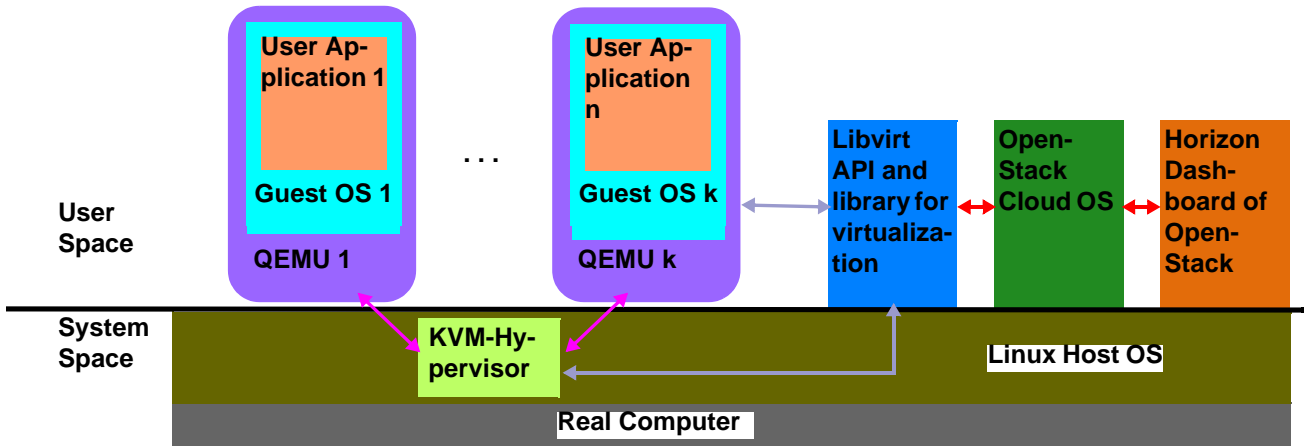 User Ap-
plication 1
Guest OS 1
QEMU 1
. . .
User Ap-
plication
n
Guest OS k
QEMU k
Libvirt
API and
library for
virtualiza-
tion
Open-
Stack
Cloud OS
Horizon
Dash-
board of
Open-
Stack
User
Space
System
Space
KVM-Hy-
pervisor
Linux Host OS
Real Computer